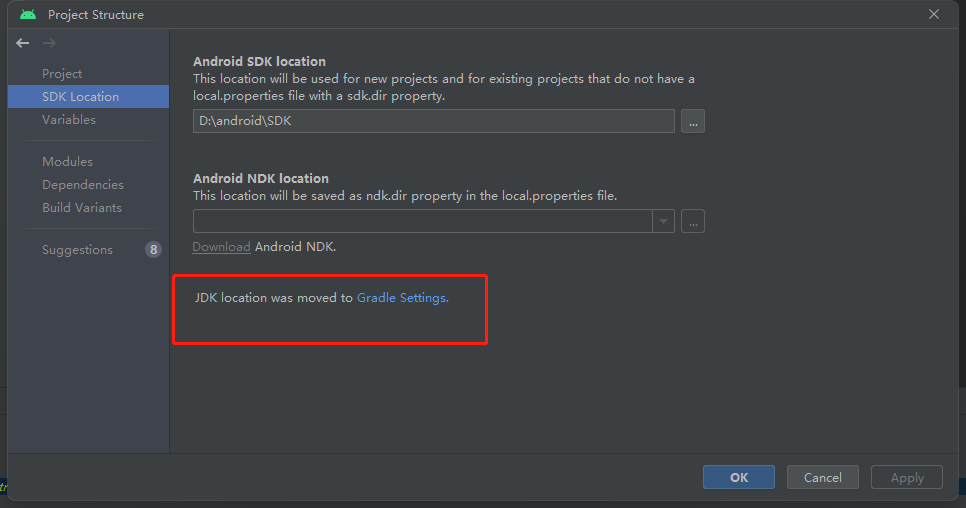 Project Structure
Project
SDK Location
Variables
Modules
Dependencies
Build Variants
Suggestions 8
Android SDK location
This location will be used for new projects and for existing projects that do not have a
local.properties file with a sdk.dir property.
D:\android\SDK
...
Android NDK location
This location will be saved as ndk.dir property in the local.properties file.
...
Download Android NDK.
JDK location was moved to Gradle Settings.
OK
Cancel
Apply